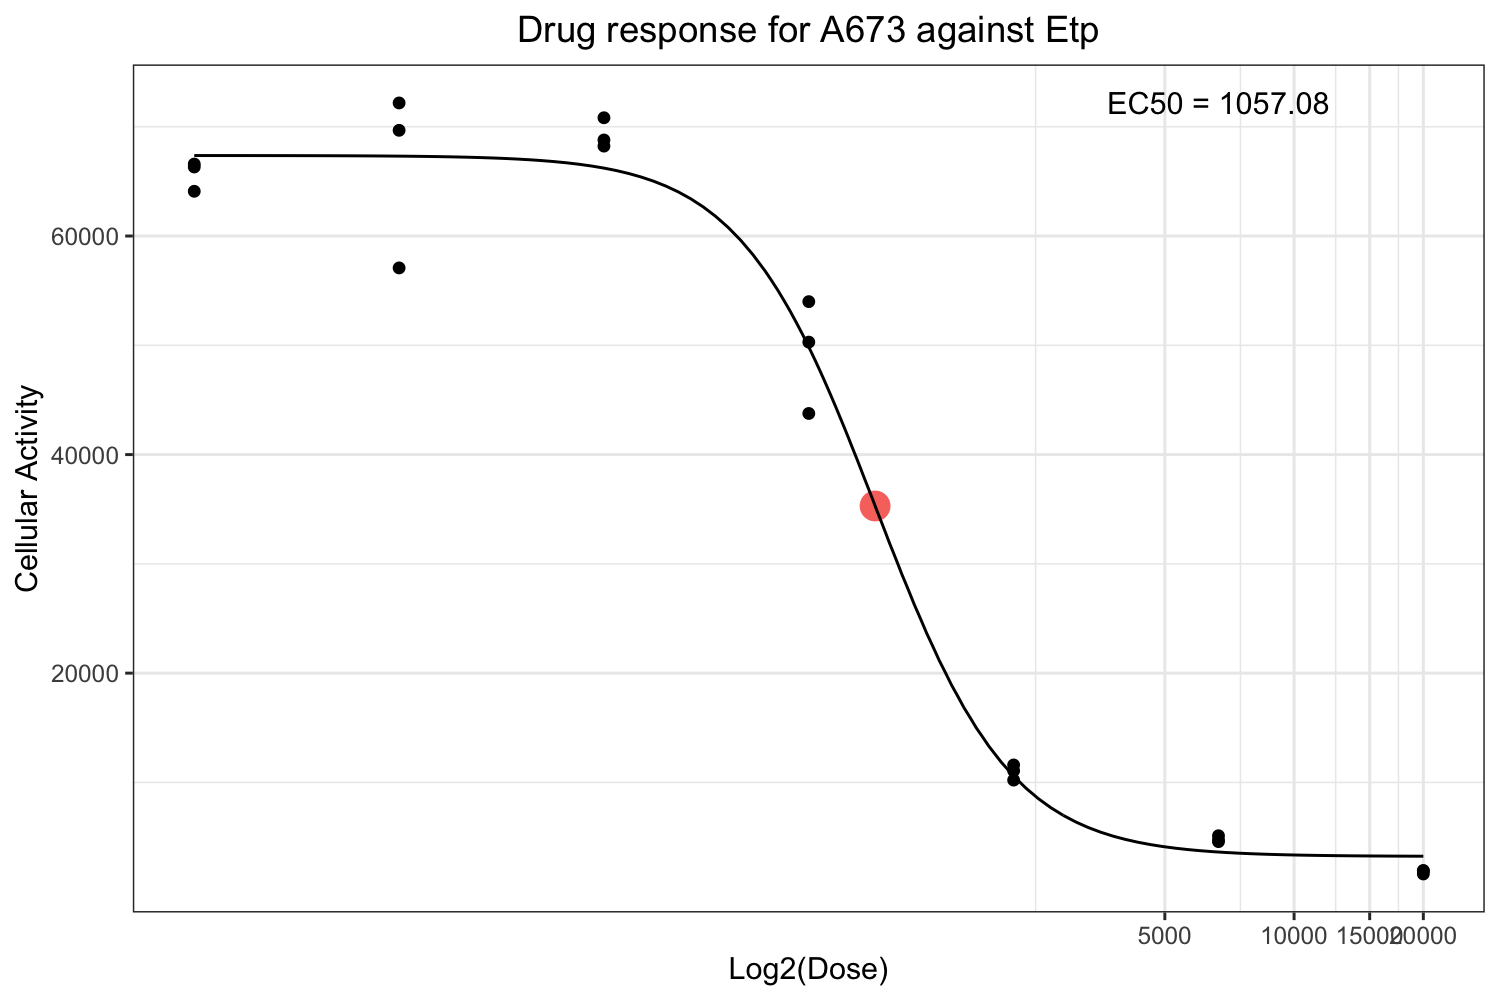 Drug response for A673 against Etp
EC50 = 1057.08
60000
40000
20000
Cellular Activity
5000 10000 15000 20000
Log2(Dose)